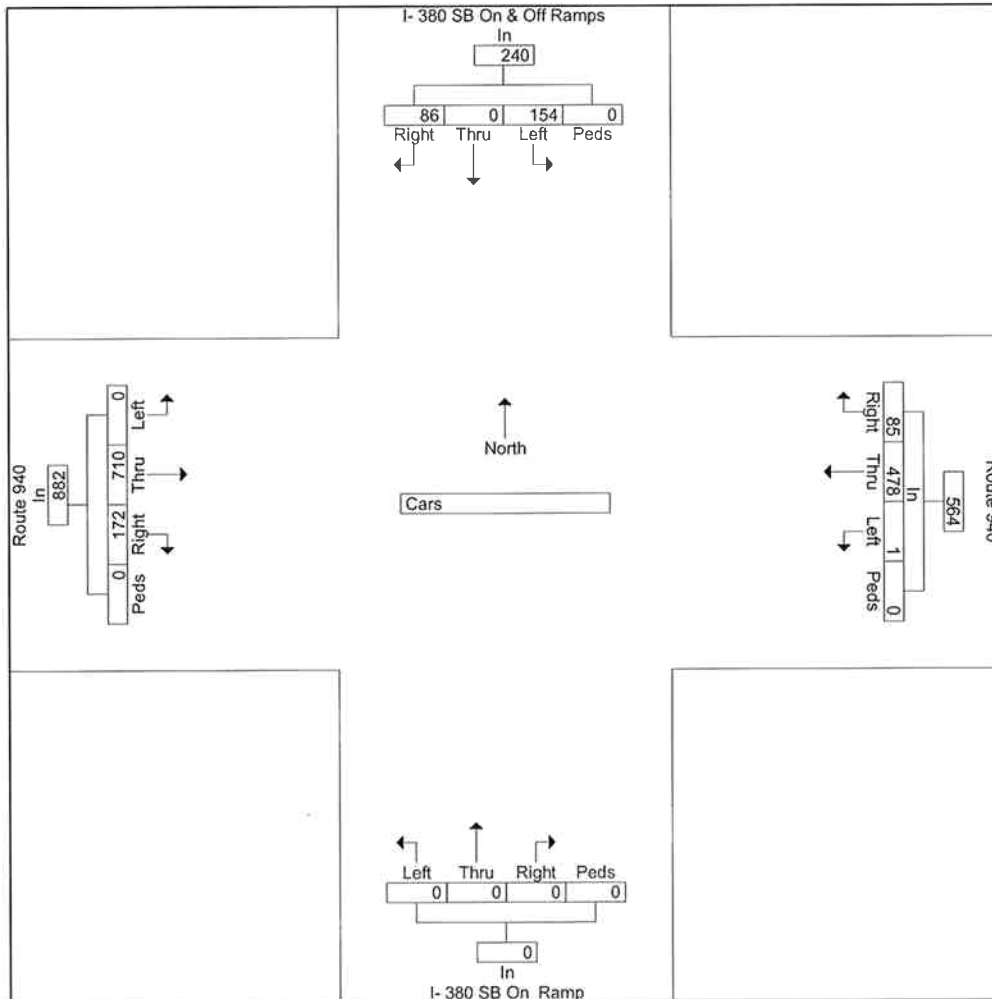 I- 380 SB On & Off Ramps
In
240
86 0 154 0
Right Thru Left Peds
Route 940
In
882
0 710 172 0
Left Thru Right Peds
North
Cars
Right Thru Left Peds
85 478 1 0
In
564
Route 940
Left Thru Right Peds
0 0 0 0
0
In
I- 380 SB On Ramp